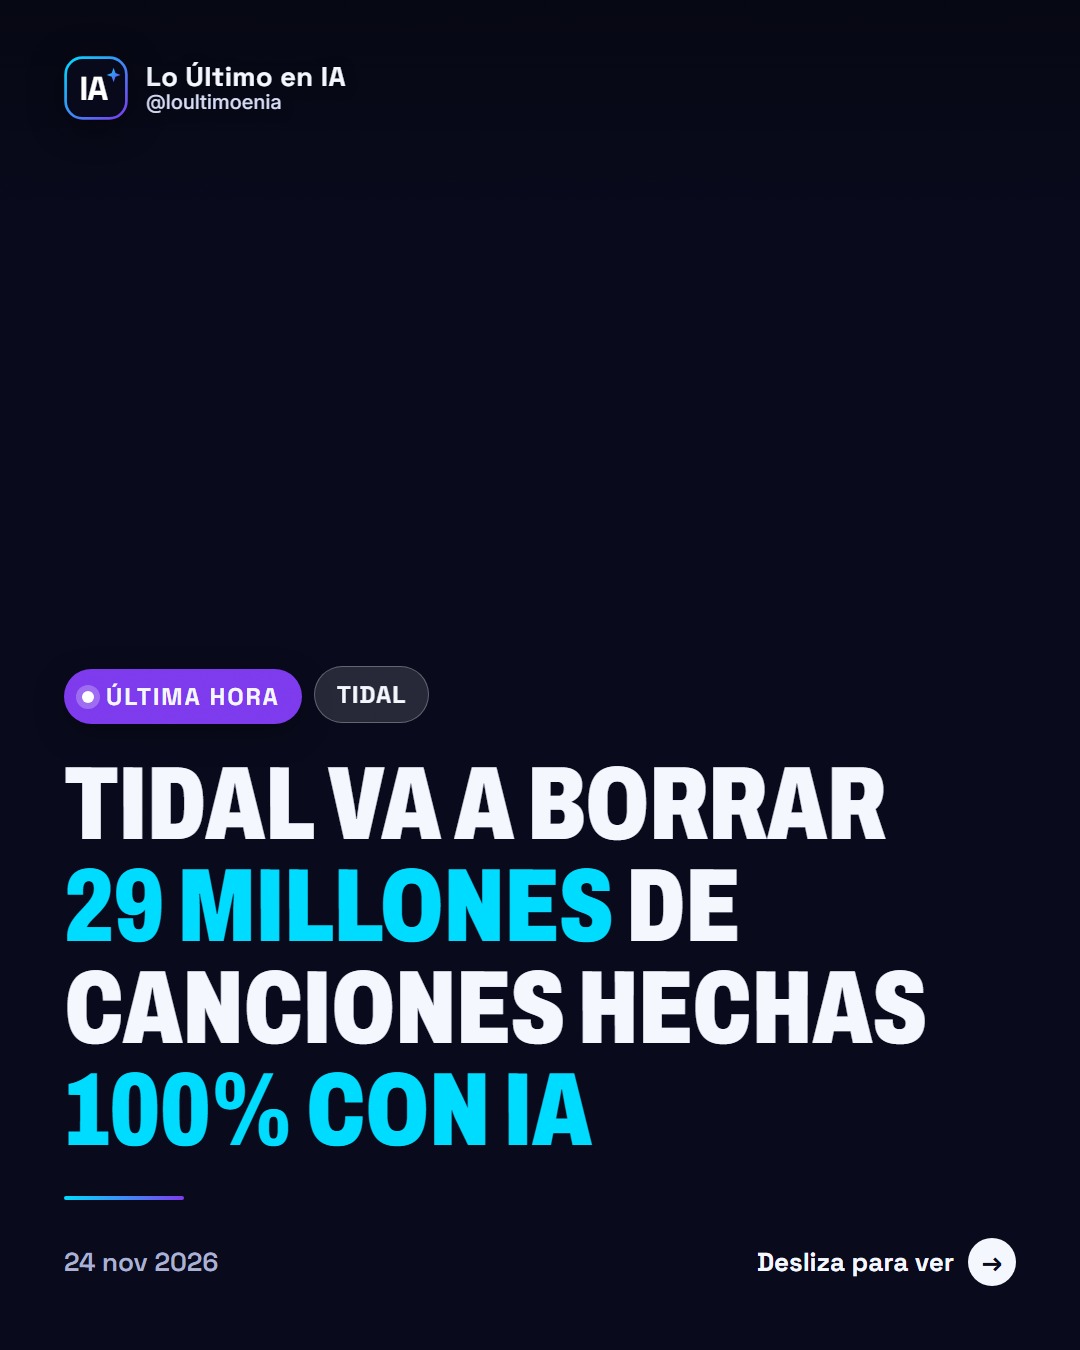 IA
Lo Último en IA
@loultimoenia
ÚLTIMA HORA
TIDAL
TIDAL VA A BORRAR
29 MILLONES DE
CANCIONES HECHAS
100% CON IA
24 nov 2026
Desliza para ver →